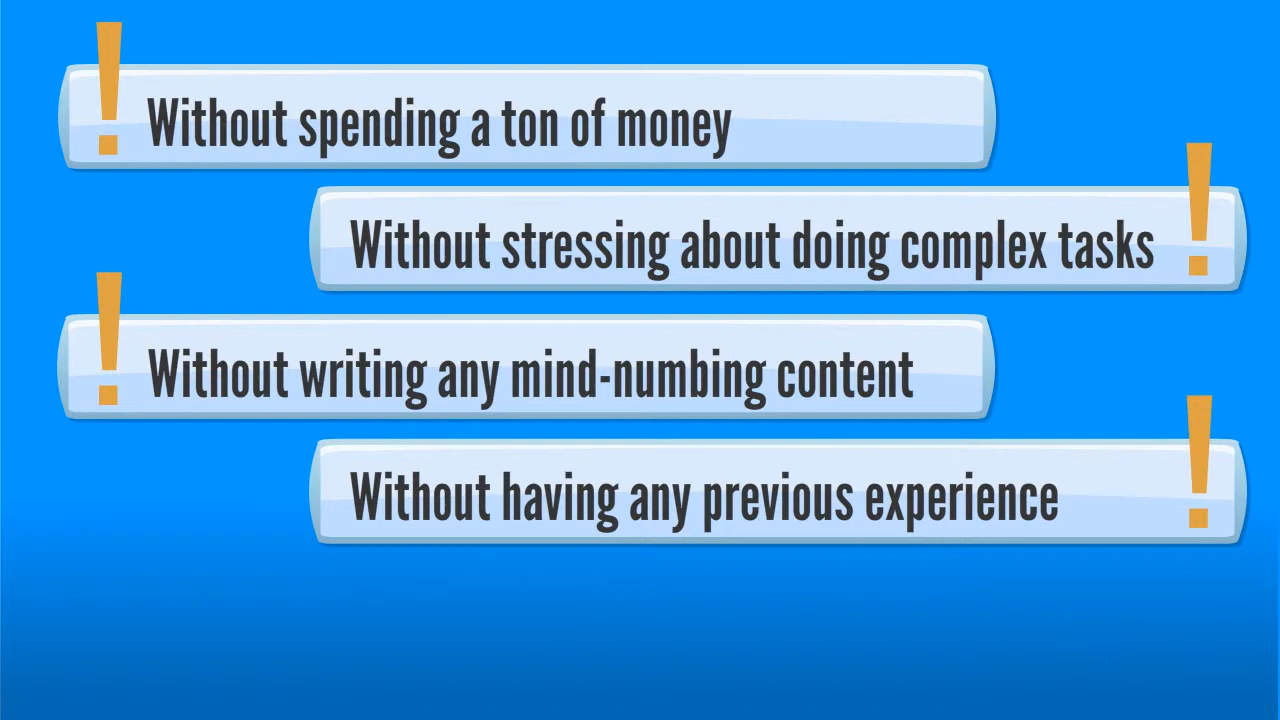 ! Without spending a ton of money
Without stressing about doing complex tasks !
! Without writing any mind-numbing content
Without having any previous experience !